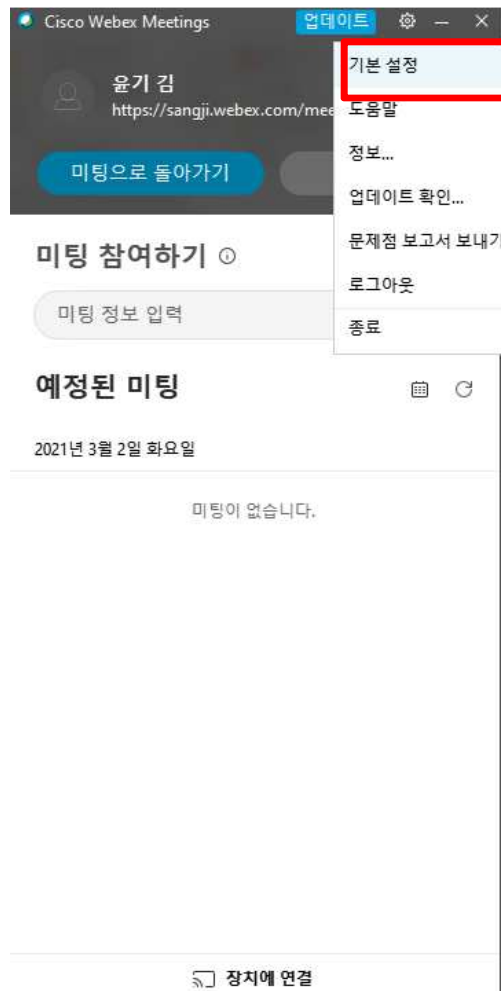 Cisco Webex Meetings 업데이트
기본 설정
윤기 김
https://sangji.webex.com/mee
도움말
정보...
미팅으로 돌아가기
업데이트 확인...
미팅 참여하기
문제점 보고서 보내기
로그아웃
미팅 정보 입력
종료
예정된 미팅
2021년 3월 2일 화요일
미팅이 없습니다.
장치에 연결